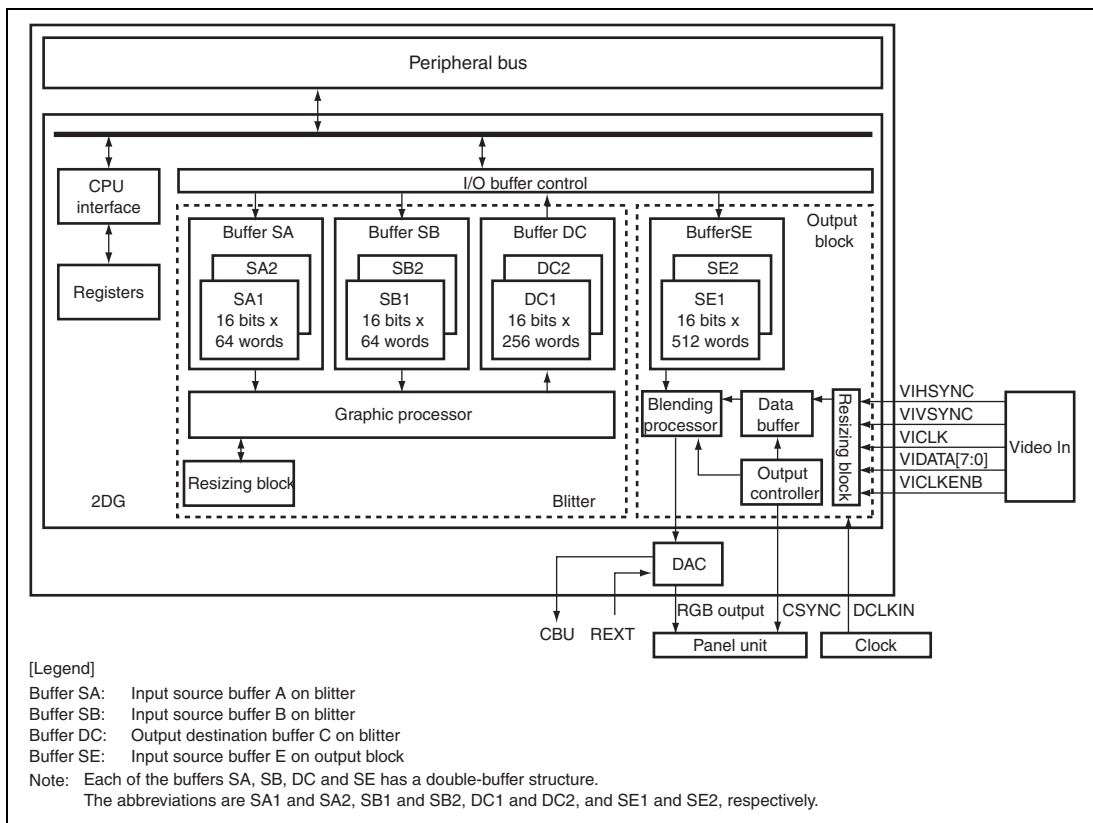 Peripheral bus
CPU
interface
Registers
2DG
I/O buffer control
Buffer SA
SA2
SA1
16 bits x
64 words
Buffer SB
SB2
SB1
16 bits x
64 words
Buffer DC
DC2
DC1
16 bits x
256 words
BufferSE
SE2
SE1
16 bits x
512 words
Output
block
Graphic processor
Resizing block
Blitter
Blending
processor
Data
buffer
Output
controller
Resizing block
VIHSYNC
VIVSYNC
VICLK
VIDATA[7:0]
VICLKENB
Video In
DAC
CBU
REXT
RGB output
CSYNC
DCLKIN
Panel unit
Clock
[Legend]
Buffer SA: Input source buffer A on blitter
Buffer SB: Input source buffer B on blitter
Buffer DC: Output destination buffer C on blitter
Buffer SE: Input source buffer E on output block
Note: Each of the buffers SA, SB, DC and SE has a double-buffer structure.
The abbreviations are SA1 and SA2, SB1 and SB2, DC1 and DC2, and SE1 and SE2, respectively.